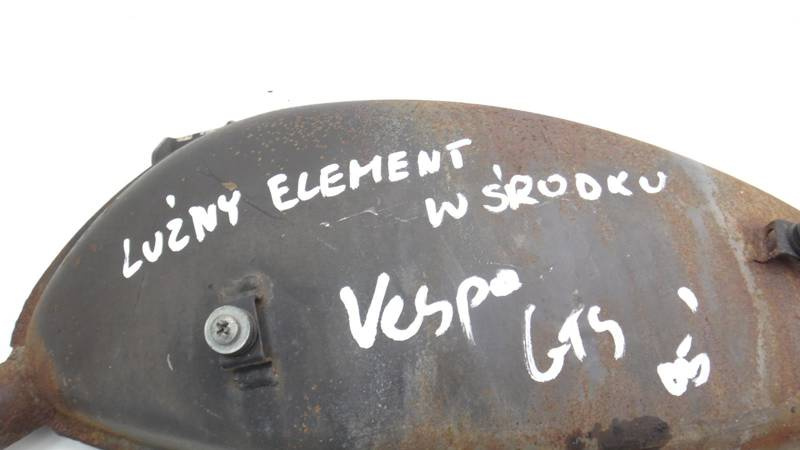 LUŹNY ELEMENT
W ŚRODKU
Vespa
GTS